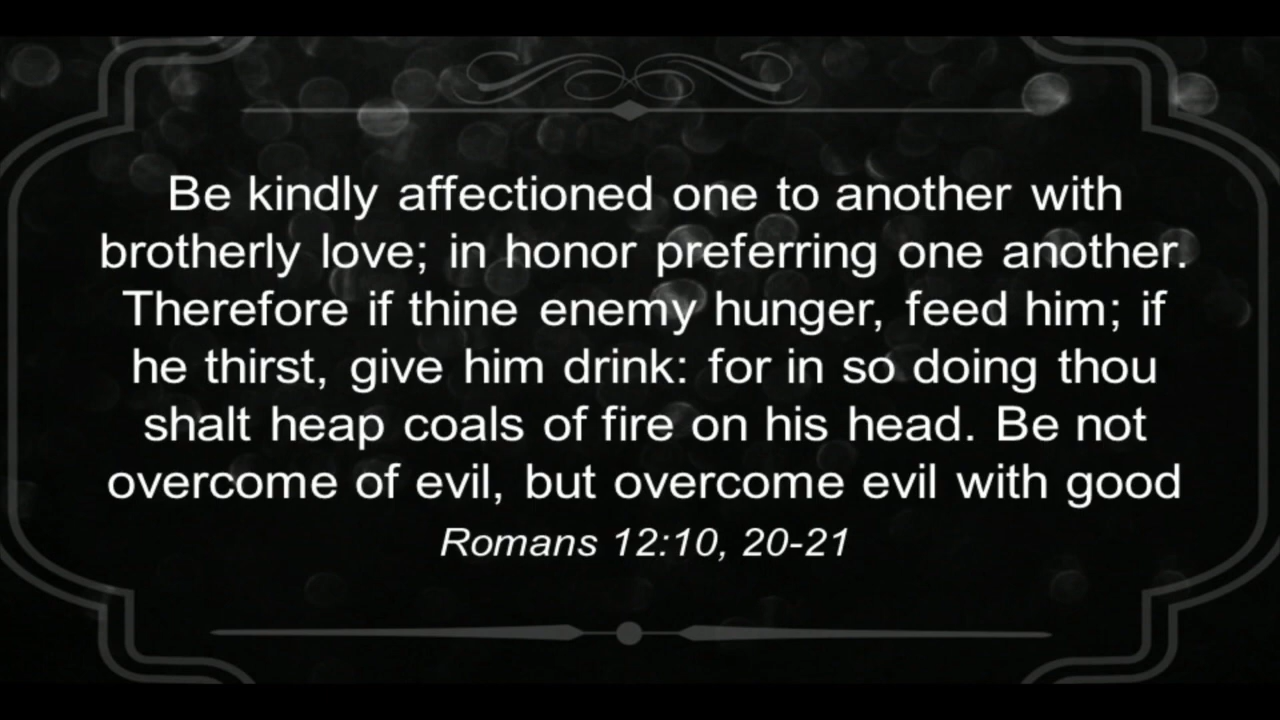 Be kindly affectioned one to another with
brotherly love; in honor preferring one another.
Therefore if thine enemy hunger, feed him; if
he thirst, give him drink: for in so doing thou
shalt heap coals of fire on his head. Be not
overcome of evil, but overcome evil with good
Romans 12:10, 20-21